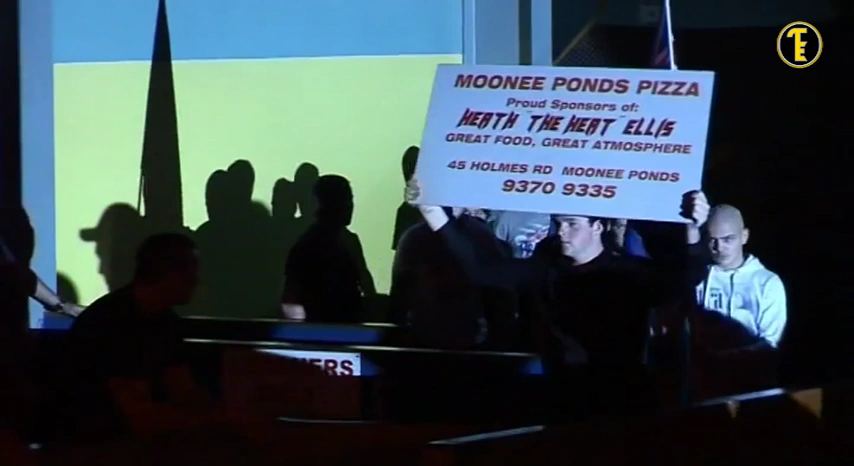 MOONEE PONDS PIZZA
Proud Sponsors of:
HEATH "THE HEAT" ELLIS
GREAT FOOD, GREAT ATMOSPHERE
45 HOLMES RD MOONEE PONDS
9370 9335